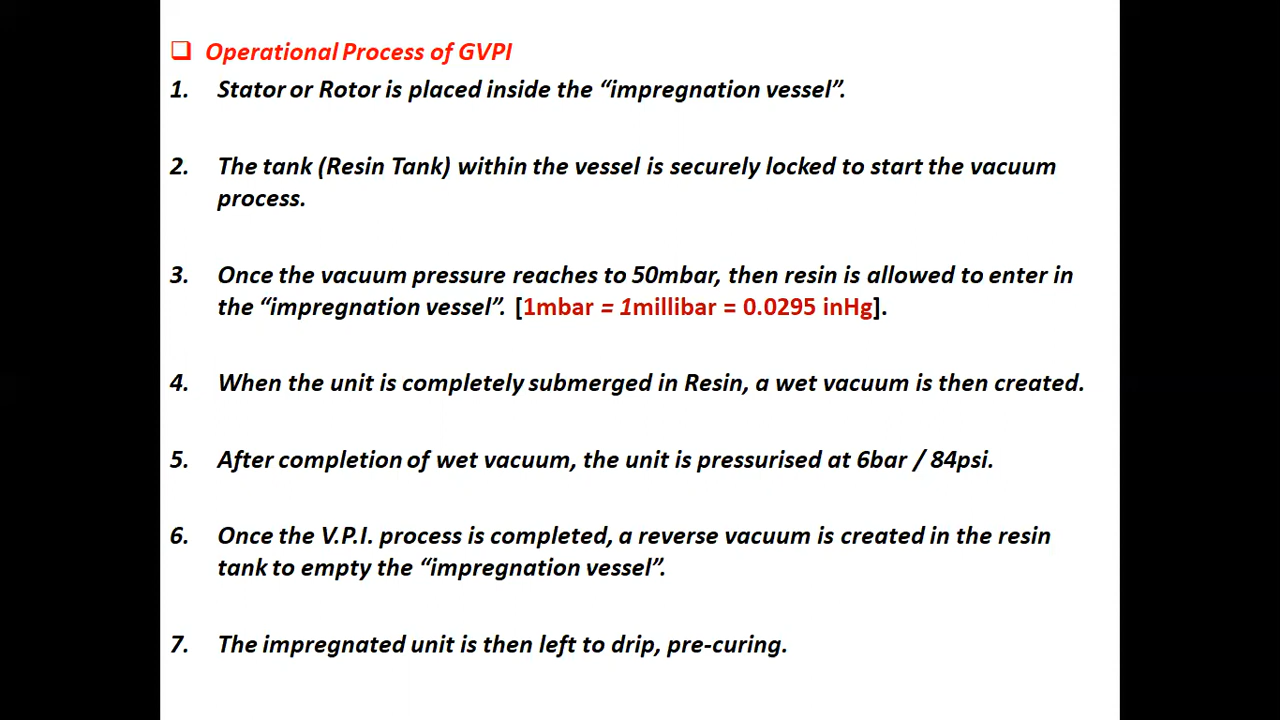 ❑ Operational Process of GVPI
1. Stator or Rotor is placed inside the “impregnation vessel”.
2. The tank (Resin Tank) within the vessel is securely locked to start the vacuum
process.
3. Once the vacuum pressure reaches to 50mbar, then resin is allowed to enter in
the “impregnation vessel”. [1mbar = 1millibar = 0.0295 inHg].
4. When the unit is completely submerged in Resin, a wet vacuum is then created.
5. After completion of wet vacuum, the unit is pressurised at 6bar / 84psi.
6. Once the V.P.I. process is completed, a reverse vacuum is created in the resin
tank to empty the “impregnation vessel”.
7. The impregnated unit is then left to drip, pre-curing.